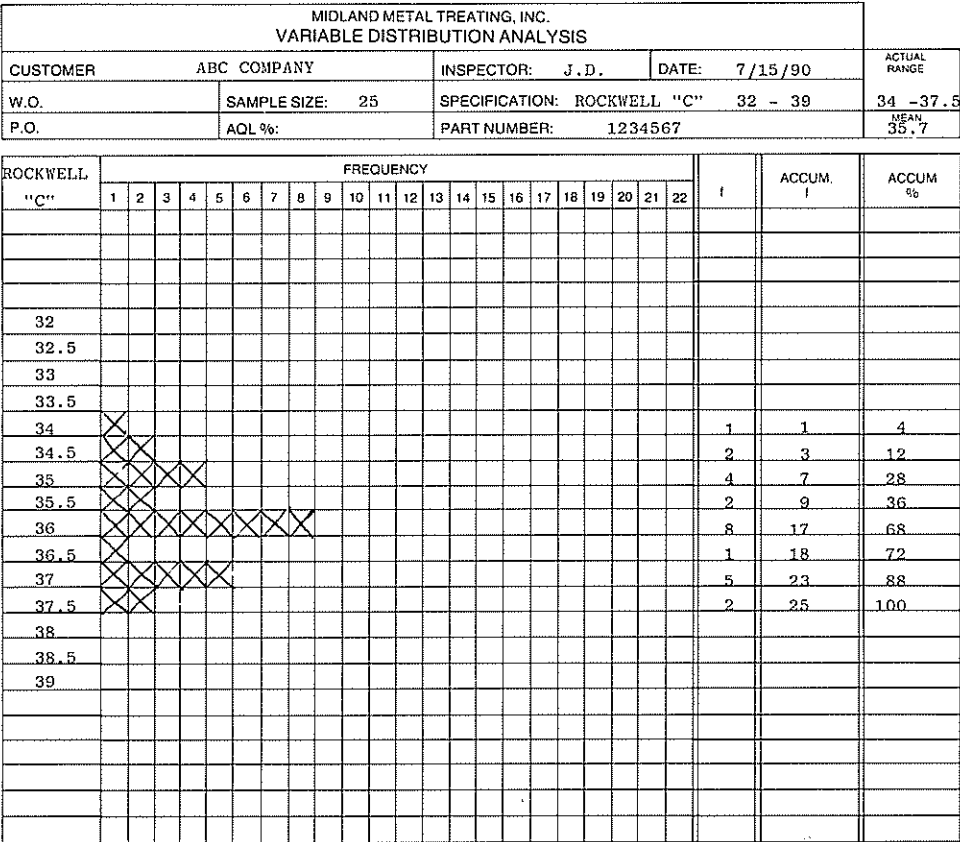 MIDLAND METAL TREATING, INC.
VARIABLE DISTRIBUTION ANALYSIS
CUSTOMER ABC COMPANY INSPECTOR: J.D. DATE: 7/15/90 ACTUAL RANGE
W.O. SAMPLE SIZE: 25 SPECIFICATION: ROCKWELL "C" 32 - 39 34 -37.5
P.O. AQL %: PART NUMBER: 1234567 MEAN 35.7
ROCKWELL "C" FREQUENCY f ACCUM. f ACCUM %
1 2 3 4 5 6 7 8 9 10 11 12 13 14 15 16 17 18 19 20 21 22
32
32.5
33
33.5
34 X 1 1 4
34.5 X X 2 3 12
35 X X X X 4 7 28
35.5 X X 2 9 36
36 X X X X X X X X 8 17 68
36.5 X 1 18 72
37 X X X X X 5 23 88
37.5 X X 2 25 100
38
38.5
39